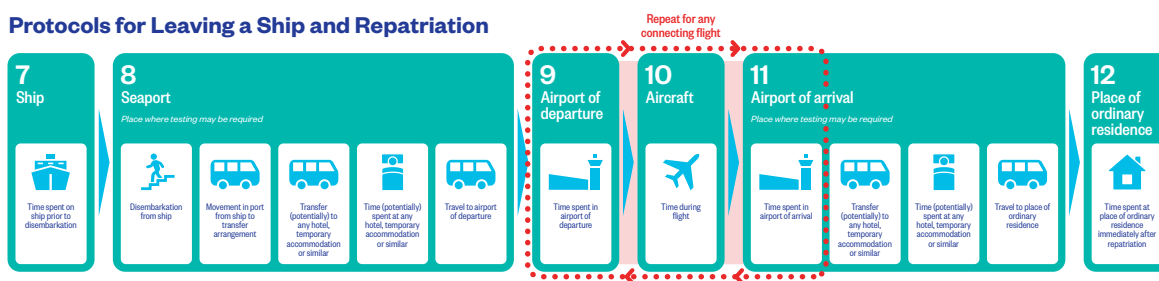 Protocols for Leaving a Ship and Repatriation
Repeat for any
connecting flight
7
Ship
Time spent on
ship prior to
disembarkation
8
Seaport
Place where testing may be required
Disembarkation
from ship
Movement in port
from ship to
transfer
arrangement
Transfer
(potentially) to
any hotel,
temporary
accommodation
or similar
Time (potentially)
spent at any
hotel, temporary
accommodation
or similar
Travel to airport
of departure
9
Airport of
departure
Time spent in
airport of
departure
10
Aircraft
Time during
flight
11
Airport of arrival
Place where testing may be required
Time spent in
airport of arrival
Transfer
(potentially) to
any hotel,
temporary
accommodation
or similar
Time (potentially)
spent at any
hotel, temporary
accommodation
or similar
Travel to place of
ordinary
residence
12
Place of
ordinary
residence
Time spent at
place of ordinary
residence
immediately after
repatriation